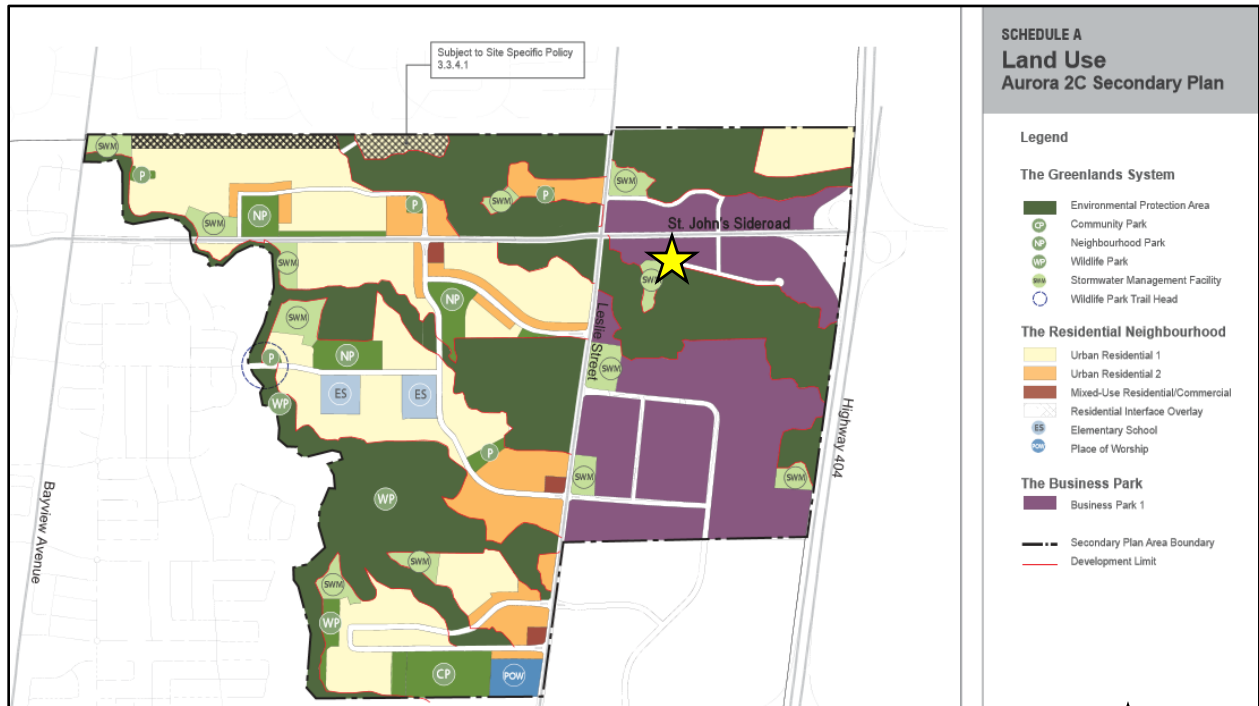 Subject to Site Specific Policy
3.3.4.1
SWM
P
SWM
P
SWM
P
SWM
NP
St. John's Sideroad
SWM
SWM
NP
Leslie Street
SWM
NP
P
SWM
ES
ES
WP
Highway 404
P
SWM
SWM
WP
Bayview Avenue
SWM
SWM
WP
CP
POW
SCHEDULE A
Land Use
Aurora 2C Secondary Plan
Legend
The Greenlands System
Environmental Protection Area
CP Community Park
NP Neighbourhood Park
WP Wildlife Park
SWM Stormwater Management Facility
Wildlife Park Trail Head
The Residential Neighbourhood
Urban Residential 1
Urban Residential 2
Mixed-Use Residential/Commercial
Residential Interface Overlay
ES Elementary School
POW Place of Worship
The Business Park
Business Park 1
Secondary Plan Area Boundary
Development Limit